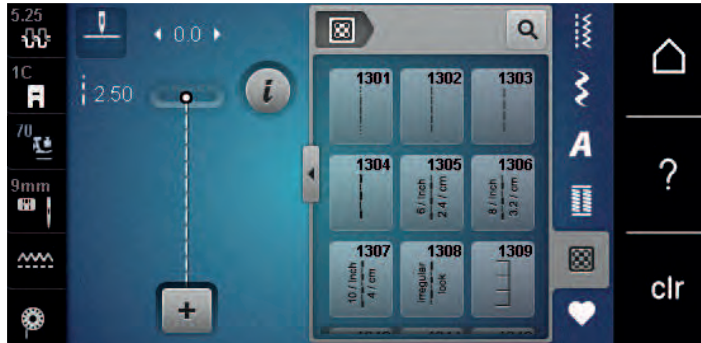 5.25
0.0
1C
2.50
i
70
9mm
+
1301
1302
1303
1304
1305
6 / inch
2.4 / cm
1306
8 / inch
3.2 / cm
1307
10 / inch
4 / cm
1308
irregular
look
1309
A
?
clr